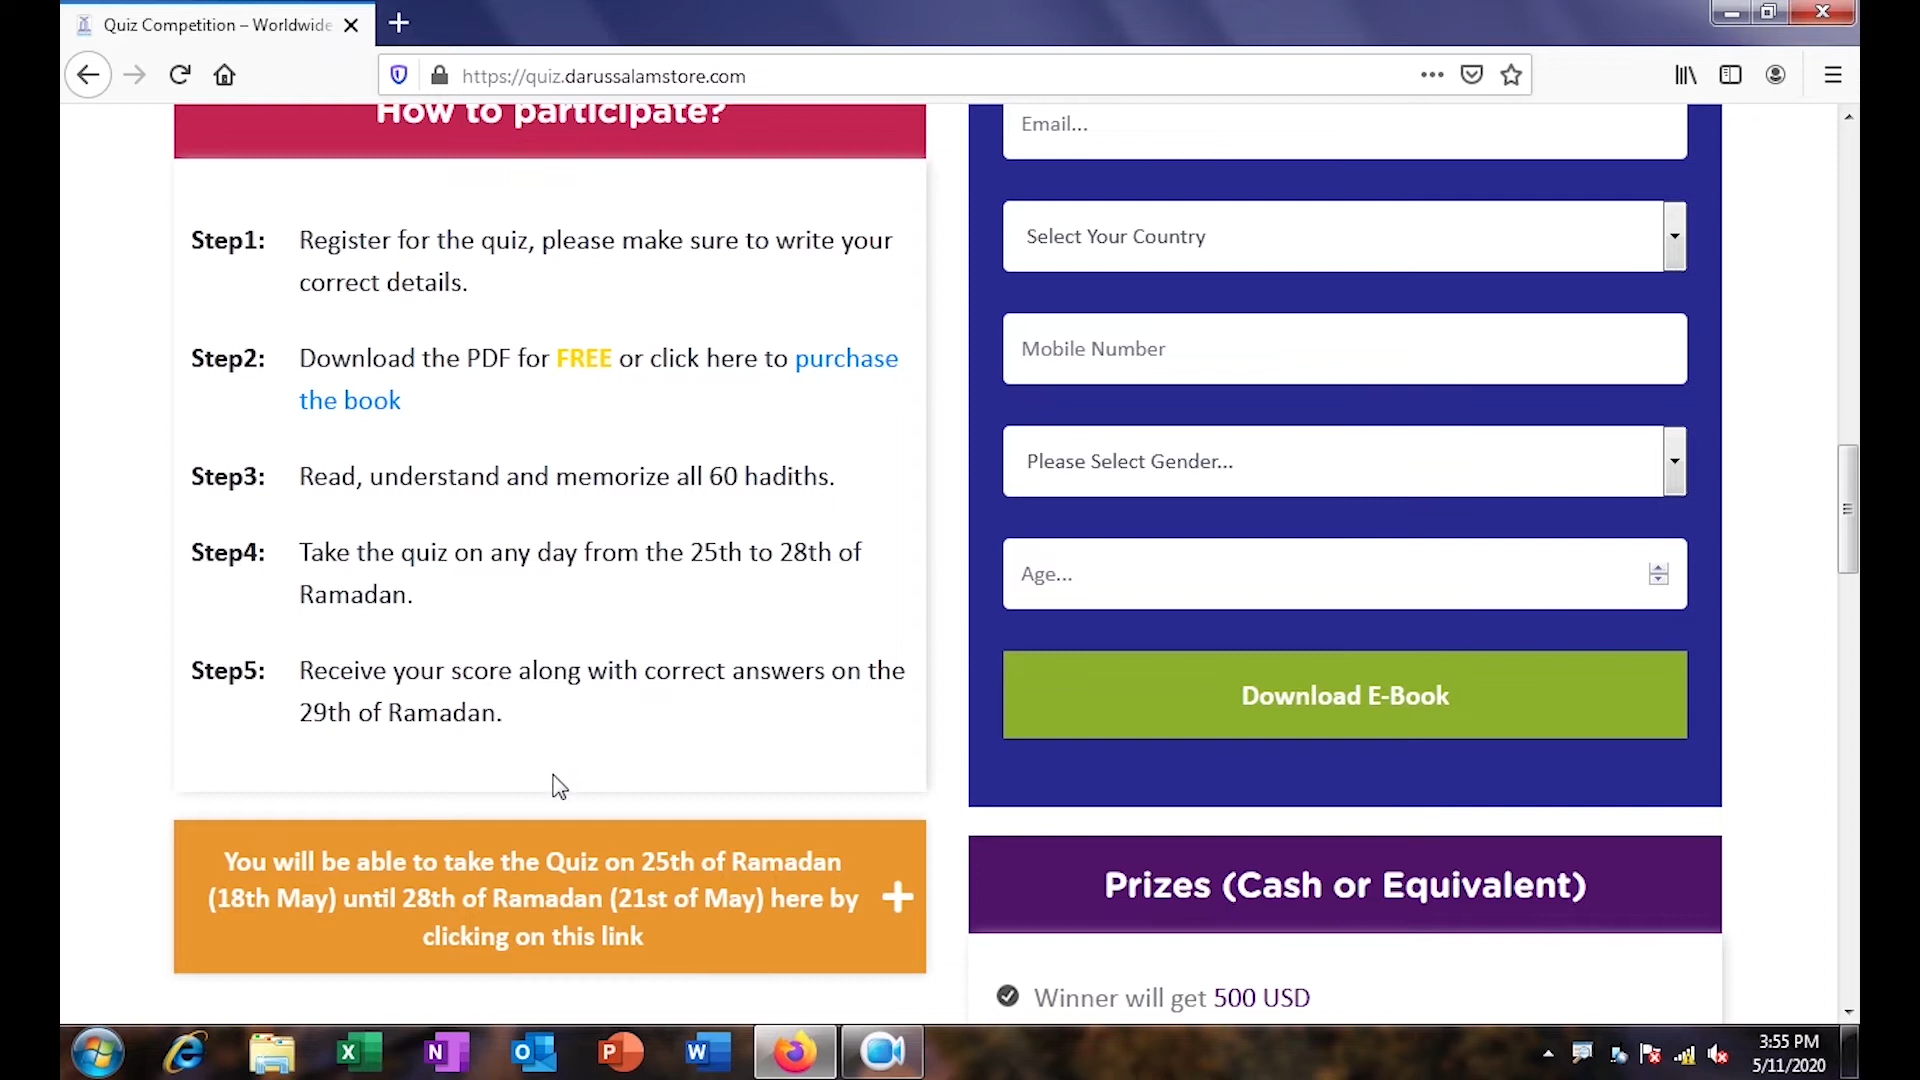 Quiz Competition – Worldwide
https://quiz.darussalamstore.com
How to participate?
Step1: Register for the quiz, please make sure to write your
correct details.
Step2: Download the PDF for FREE or click here to purchase
the book
Step3: Read, understand and memorize all 60 hadiths.
Step4: Take the quiz on any day from the 25th to 28th of
Ramadan.
Step5: Receive your score along with correct answers on the
29th of Ramadan.
You will be able to take the Quiz on 25th of Ramadan
(18th May) until 28th of Ramadan (21st of May) here by
clicking on this link
Email...
Select Your Country
Mobile Number
Please Select Gender...
Age...
Download E-Book
Prizes (Cash or Equivalent)
Winner will get 500 USD
3:55 PM
5/11/2020